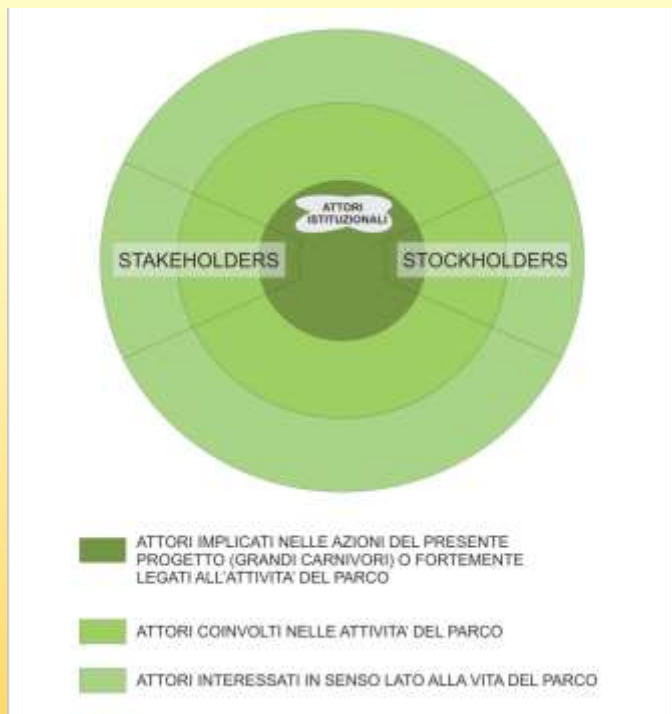 ATTORI
ISTITUZIONALI
STAKEHOLDERS
STOCKHOLDERS
ATTORI IMPLICATI NELLE AZIONI DEL PRESENTE
PROGETTO (GRANDI CARNIVORI) O FORTEMENTE
LEGATI ALL'ATTIVITA' DEL PARCO
ATTORI COINVOLTI NELLE ATTIVITA' DEL PARCO
ATTORI INTERESSATI IN SENSO LATO ALLA VITA DEL PARCO